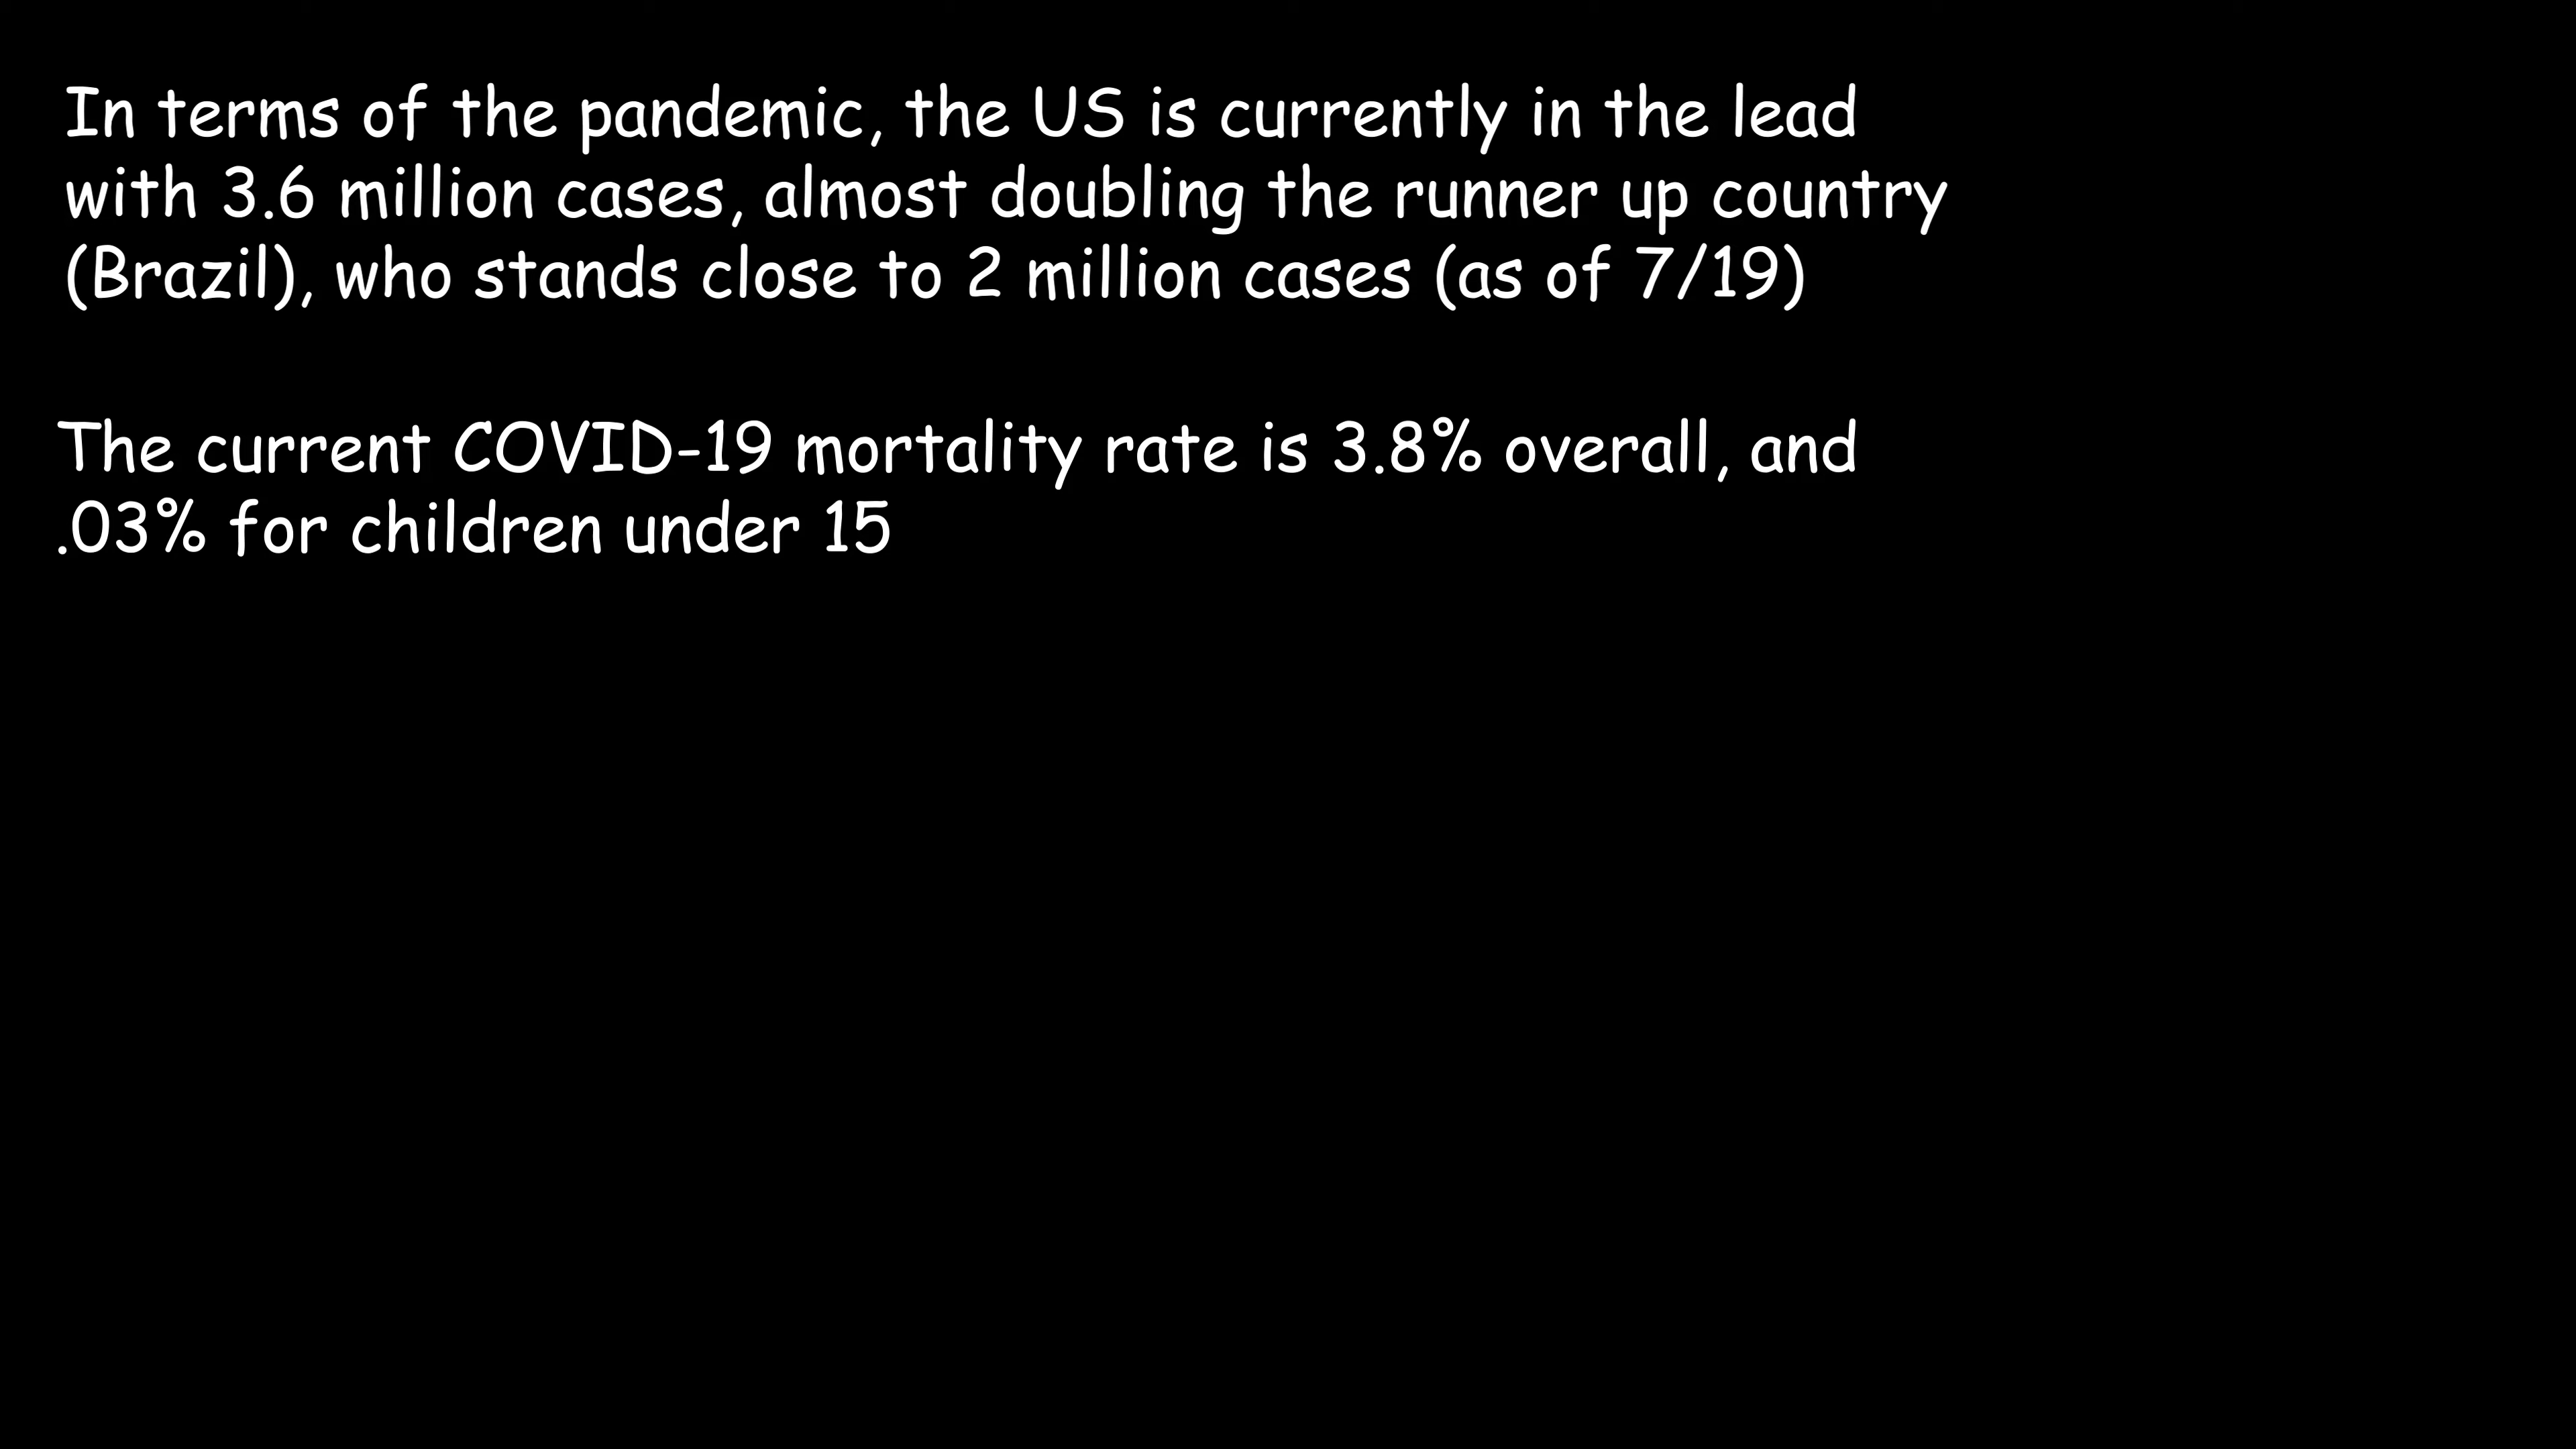 In terms of the pandemic, the US is currently in the lead
with 3.6 million cases, almost doubling the runner up country
(Brazil), who stands close to 2 million cases (as of 7/19)
The current COVID-19 mortality rate is 3.8% overall, and
.03% for children under 15